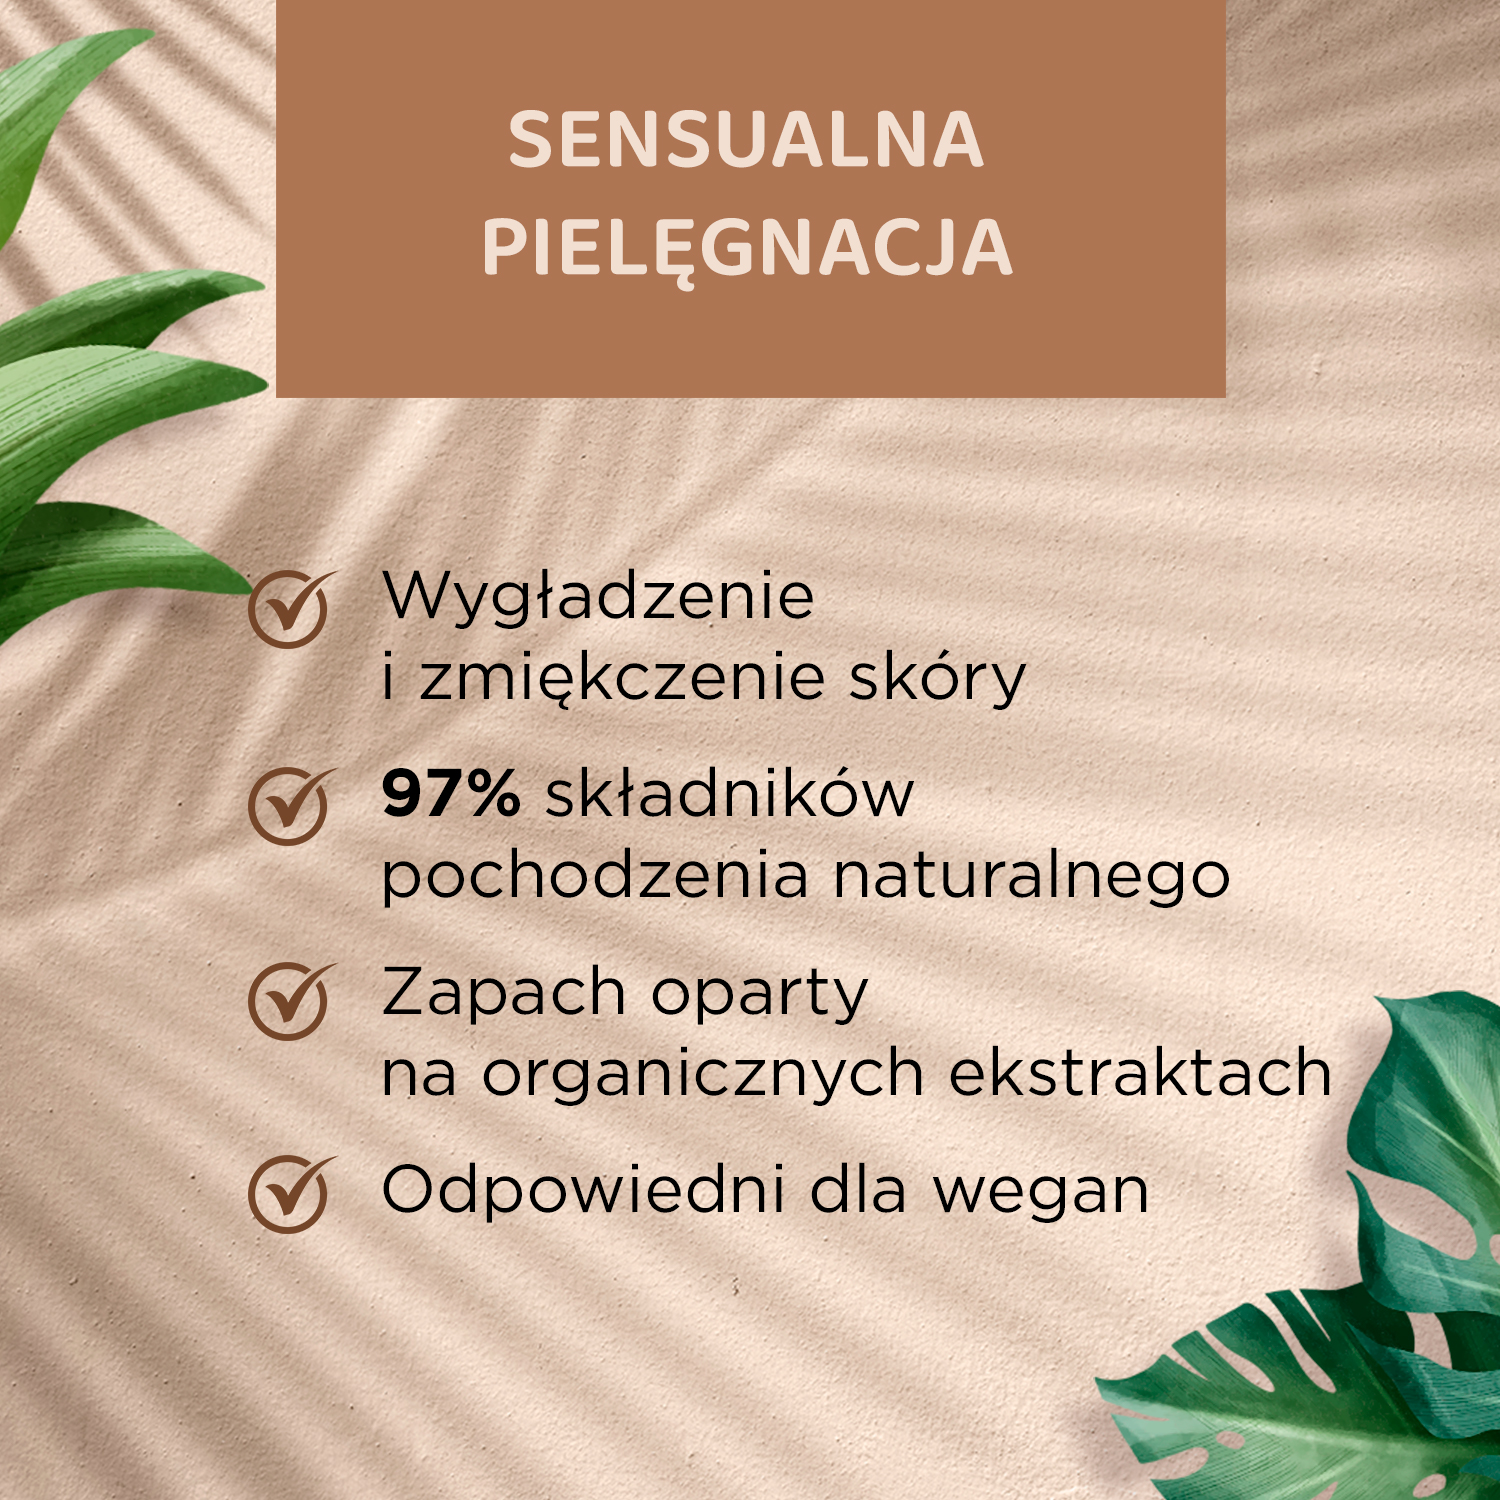 SENSUALNA
PIELĘGNACJA
Wygładzenie
i zmiękczenie skóry
97% składników
pochodzenia naturalnego
Zapach oparty
na organicznych ekstraktach
Odpowiedni dla wegan